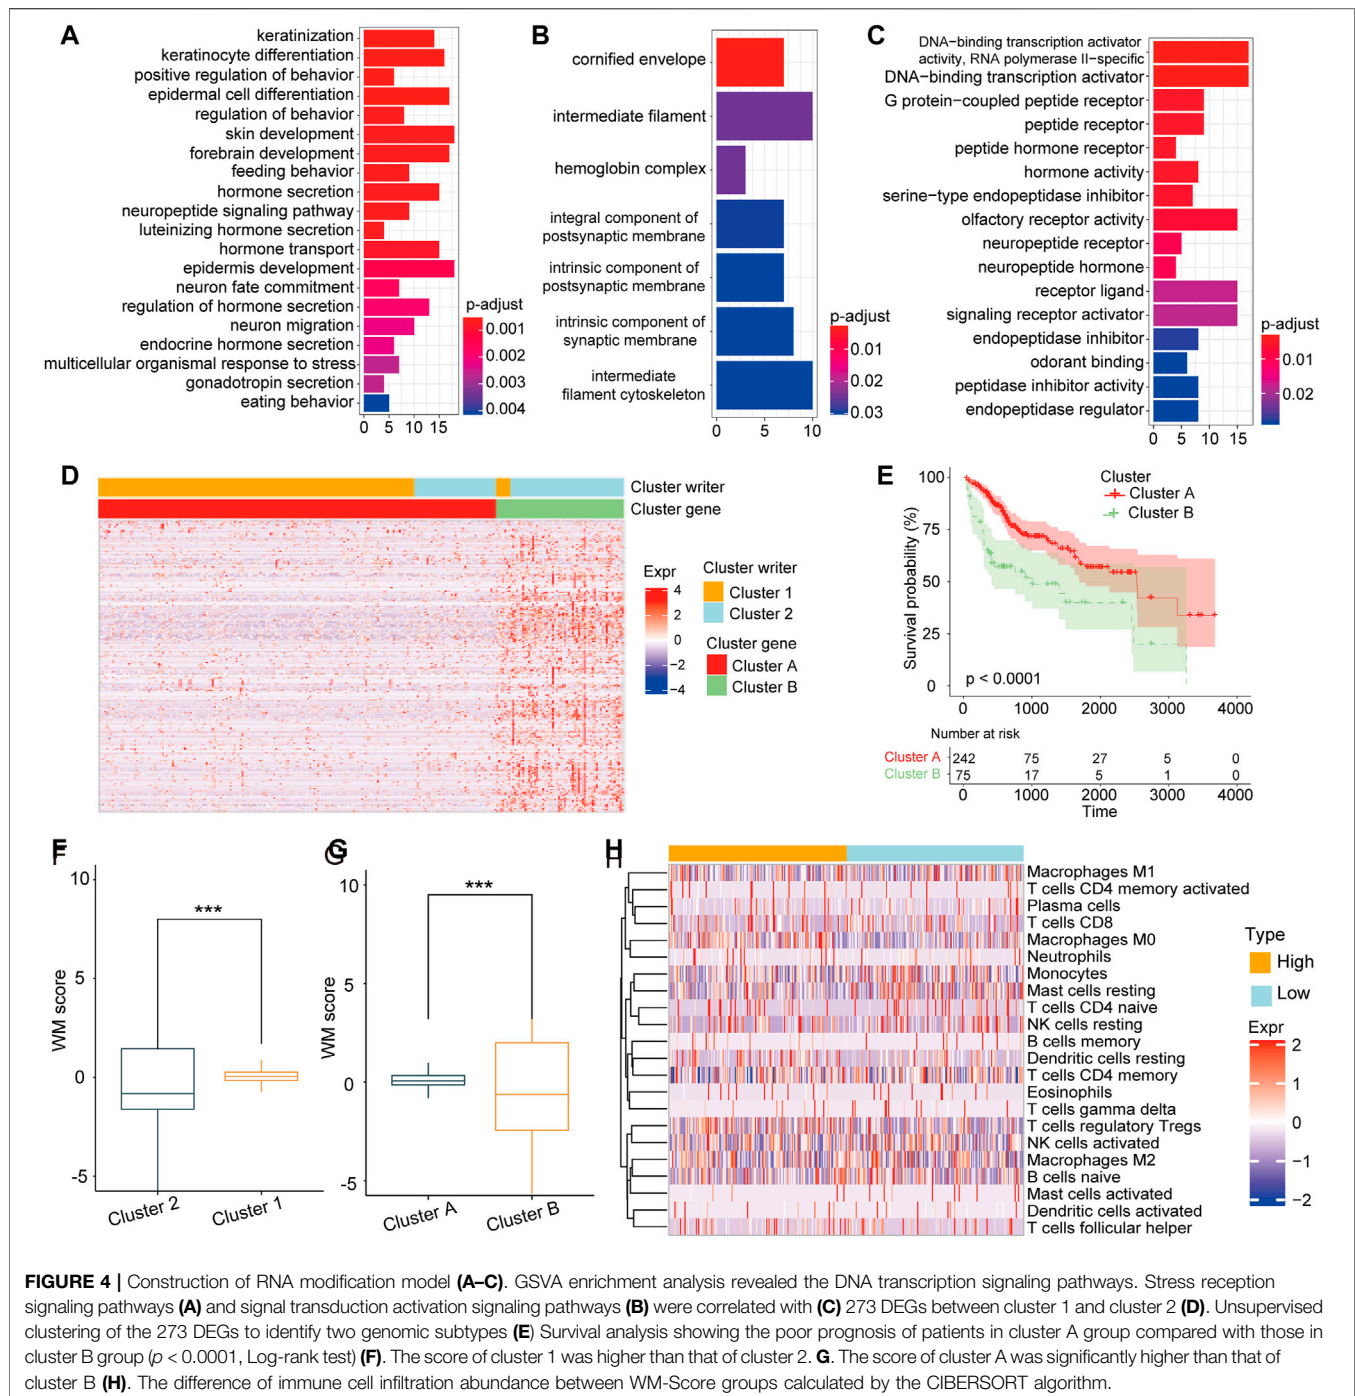 A
keratinization
keratinocyte differentiation
positive regulation of behavior
epidermal cell differentiation
regulation of behavior
skin development
forebrain development
feeding behavior
hormone secretion
neuropeptide signaling pathway
luteinizing hormone secretion
hormone transport
epidermis development
neuron fate commitment
regulation of hormone secretion
neuron migration
endocrine hormone secretion
multicellular organismal response to stress
gonadotropin secretion
eating behavior
0 5 10 15
p-adjust
0.001
0.002
0.003
0.004
B
cornified envelope
intermediate filament
hemoglobin complex
integral component of
postsynaptic membrane
intrinsic component of
postsynaptic membrane
intrinsic component of
synaptic membrane
intermediate
filament cytoskeleton
0 5 10
p-adjust
0.01
0.02
0.03
C
DNA−binding transcription activator
activity, RNA polymerase II−specific
DNA−binding transcription activator
G protein−coupled peptide receptor
peptide receptor
peptide hormone receptor
hormone activity
serine−type endopeptidase inhibitor
olfactory receptor activity
neuropeptide receptor
neuropeptide hormone
receptor ligand
signaling receptor activator
endopeptidase inhibitor
odorant binding
peptidase inhibitor activity
endopeptidase regulator
0 5 10 15
p-adjust
0.01
0.02
D
Cluster writer
Cluster gene
Expr
4
2
0
−2
−4
Cluster writer
Cluster 1
Cluster 2
Cluster gene
Cluster A
Cluster B
E
Survival probability (%)
100
75
50
25
0
Cluster
Cluster A
Cluster B
p < 0.0001
0 1000 2000 3000 4000
Number at risk
Cluster A 242 75 27 5 0
Cluster B 75 17 5 1 0
0 1000 2000 3000 4000
Time
F
WM score
10
5
0
-5
***
Cluster 2 Cluster 1
G
WM score
10
5
0
-5
***
Cluster A Cluster B
H
Macrophages M1
T cells CD4 memory activated
Plasma cells
T cells CD8
Macrophages M0
Neutrophils
Monocytes
Mast cells resting
T cells CD4 naive
NK cells resting
B cells memory
Dendritic cells resting
T cells CD4 memory
Eosinophils
T cells gamma delta
T cells regulatory Tregs
NK cells activated
Macrophages M2
B cells naive
Mast cells activated
Dendritic cells activated
T cells follicular helper
Type
High
Low
Expr
2
1
0
−1
−2
FIGURE 4 | Construction of RNA modification model (A–C). GSVA enrichment analysis revealed the DNA transcription signaling pathways. Stress reception
signaling pathways (A) and signal transduction activation signaling pathways (B) were correlated with (C) 273 DEGs between cluster 1 and cluster 2 (D). Unsupervised
clustering of the 273 DEGs to identify two genomic subtypes (E) Survival analysis showing the poor prognosis of patients in cluster A group compared with those in
cluster B group (p < 0.0001, Log-rank test) (F). The score of cluster 1 was higher than that of cluster 2. G. The score of cluster A was significantly higher than that of
cluster B (H). The difference of immune cell infiltration abundance between WM-Score groups calculated by the CIBERSORT algorithm.